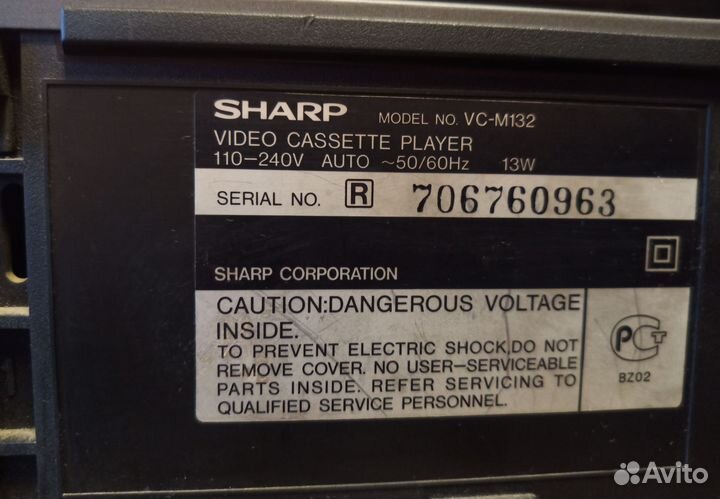 SHARP MODEL NO. VC-M132
VIDEO CASSETTE PLAYER
110-240V AUTO ~50/60Hz 13W
SERIAL NO. R 706760963
SHARP CORPORATION
CAUTION:DANGEROUS VOLTAGE
INSIDE.
TO PREVENT ELECTRIC SHOCK,DO NOT
REMOVE COVER. NO USER-SERVICEABLE
PARTS INSIDE. REFER SERVICING TO
QUALIFIED SERVICE PERSONNEL.
РСТ
BZ02
Avito